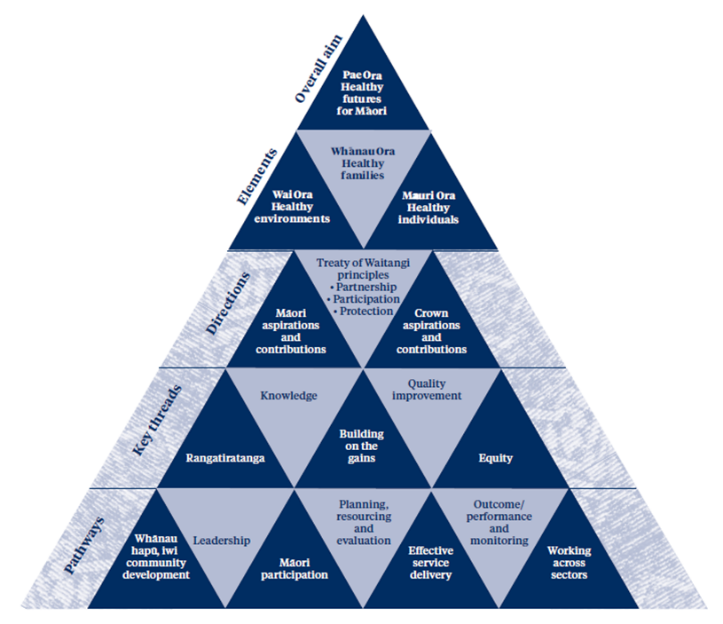 Overall aim
Pae Ora
Healthy
futures
for Māori
Elements
Whānau Ora
Healthy
families
Wai Ora
Healthy
environments
Mauri Ora
Healthy
individuals
Directions
Treaty of Waitangi
principles
• Partnership
• Participation
• Protection
Māori
aspirations
and
contributions
Crown
aspirations
and
contributions
Key threads
Knowledge
Quality
improvement
Rangatiratanga
Building
on the
gains
Equity
Pathways
Whānau
hapū, iwi
community
development
Leadership
Māori
participation
Planning,
resourcing
and
evaluation
Effective
service
delivery
Outcome/
performance
and
monitoring
Working
across
sectors